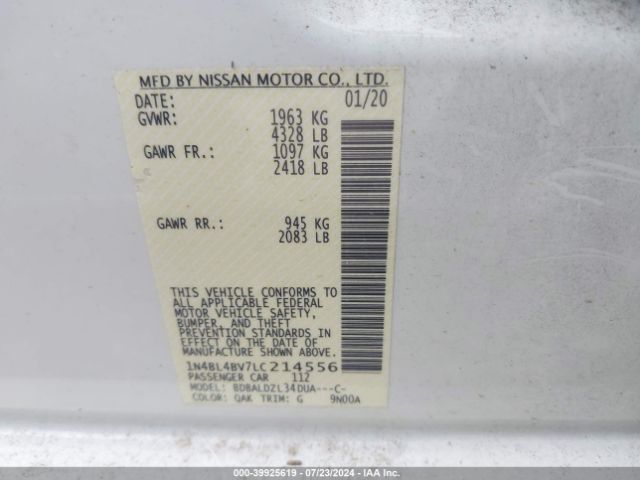 MFD BY NISSAN MOTOR CO., LTD.
DATE: 01/20
GVWR: 1963 KG
4328 LB
GAWR FR.: 1097 KG
2418 LB
GAWR RR.: 945 KG
2083 LB
THIS VEHICLE CONFORMS TO
ALL APPLICABLE FEDERAL
MOTOR VEHICLE SAFETY,
BUMPER, AND THEFT
PREVENTION STANDARDS IN
EFFECT ON THE DATE OF
MANUFACTURE SHOWN ABOVE.
1N4BL4BV7LC214556
PASSENGER CAR 112
MODEL: BDBALDZL34DUA---C-
COLOR: QAK TRIM: G 9N00A
000-39925619 - 07/23/2024 - IAA Inc.